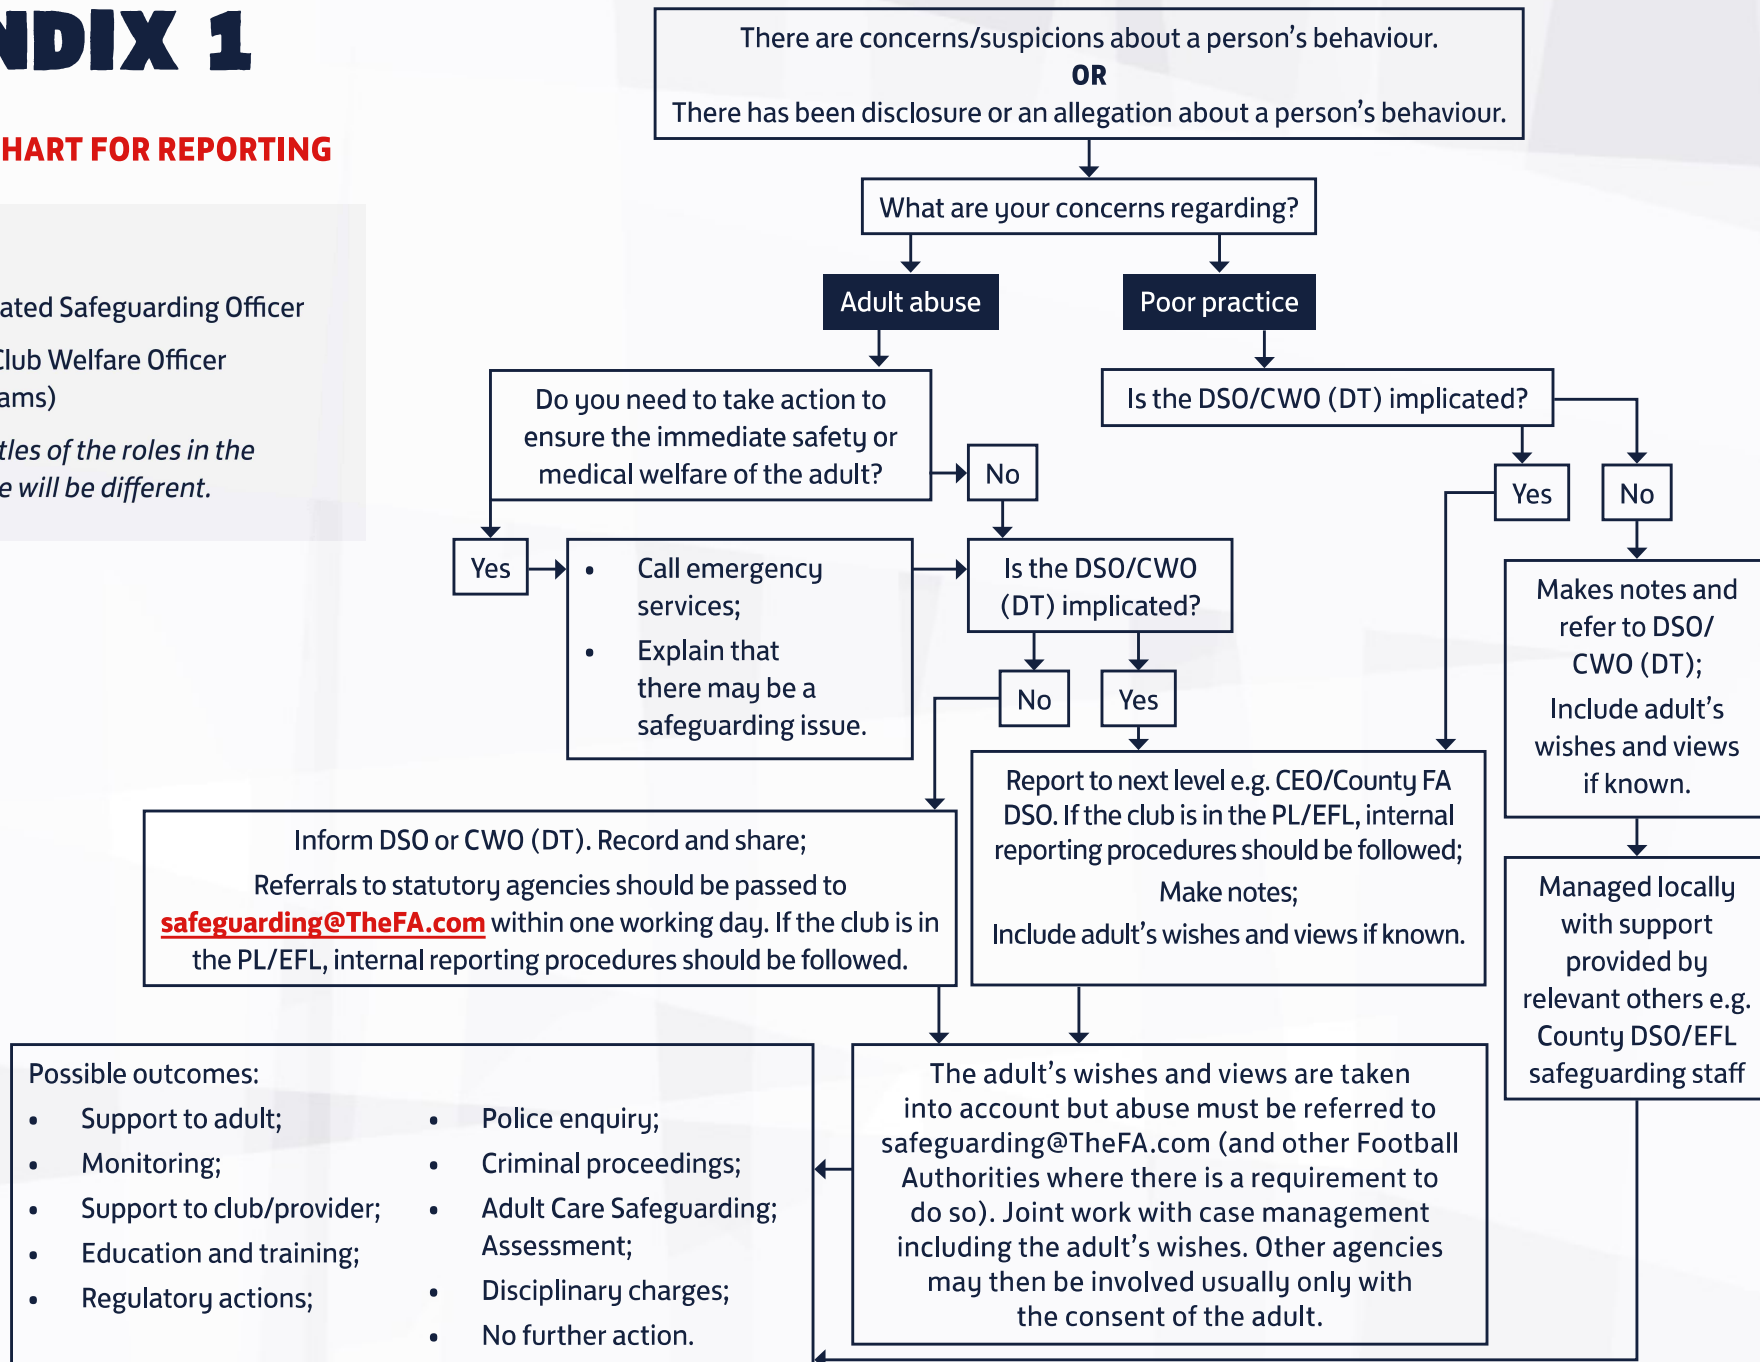 NDIX 1
HART FOR REPORTING
ated Safeguarding Officer
Club Welfare Officer
ams)
tles of the roles in the
e will be different.
There are concerns/suspicions about a person's behaviour.
OR
There has been disclosure or an allegation about a person's behaviour.
What are your concerns regarding?
Adult abuse
Poor practice
Do you need to take action to
ensure the immediate safety or
medical welfare of the adult?
No
Yes
• Call emergency
services;
• Explain that
there may be a
safeguarding issue.
Is the DSO/CWO
(DT) implicated?
No
Yes
Is the DSO/CWO (DT) implicated?
Yes
No
Makes notes and
refer to DSO/
CWO (DT);
Include adult's
wishes and views
if known.
Inform DSO or CWO (DT). Record and share;
Referrals to statutory agencies should be passed to
safeguarding@TheFA.com within one working day. If the club is in
the PL/EFL, internal reporting procedures should be followed.
Report to next level e.g. CEO/County FA
DSO. If the club is in the PL/EFL, internal
reporting procedures should be followed;
Make notes;
Include adult's wishes and views if known.
Managed locally
with support
provided by
relevant others e.g.
County DSO/EFL
safeguarding staff
Possible outcomes:
• Support to adult;
• Monitoring;
• Support to club/provider;
• Education and training;
• Regulatory actions;
• Police enquiry;
• Criminal proceedings;
• Adult Care Safeguarding;
Assessment;
• Disciplinary charges;
• No further action.
The adult's wishes and views are taken
into account but abuse must be referred to
safeguarding@TheFA.com (and other Football
Authorities where there is a requirement to
do so). Joint work with case management
including the adult's wishes. Other agencies
may then be involved usually only with
the consent of the adult.